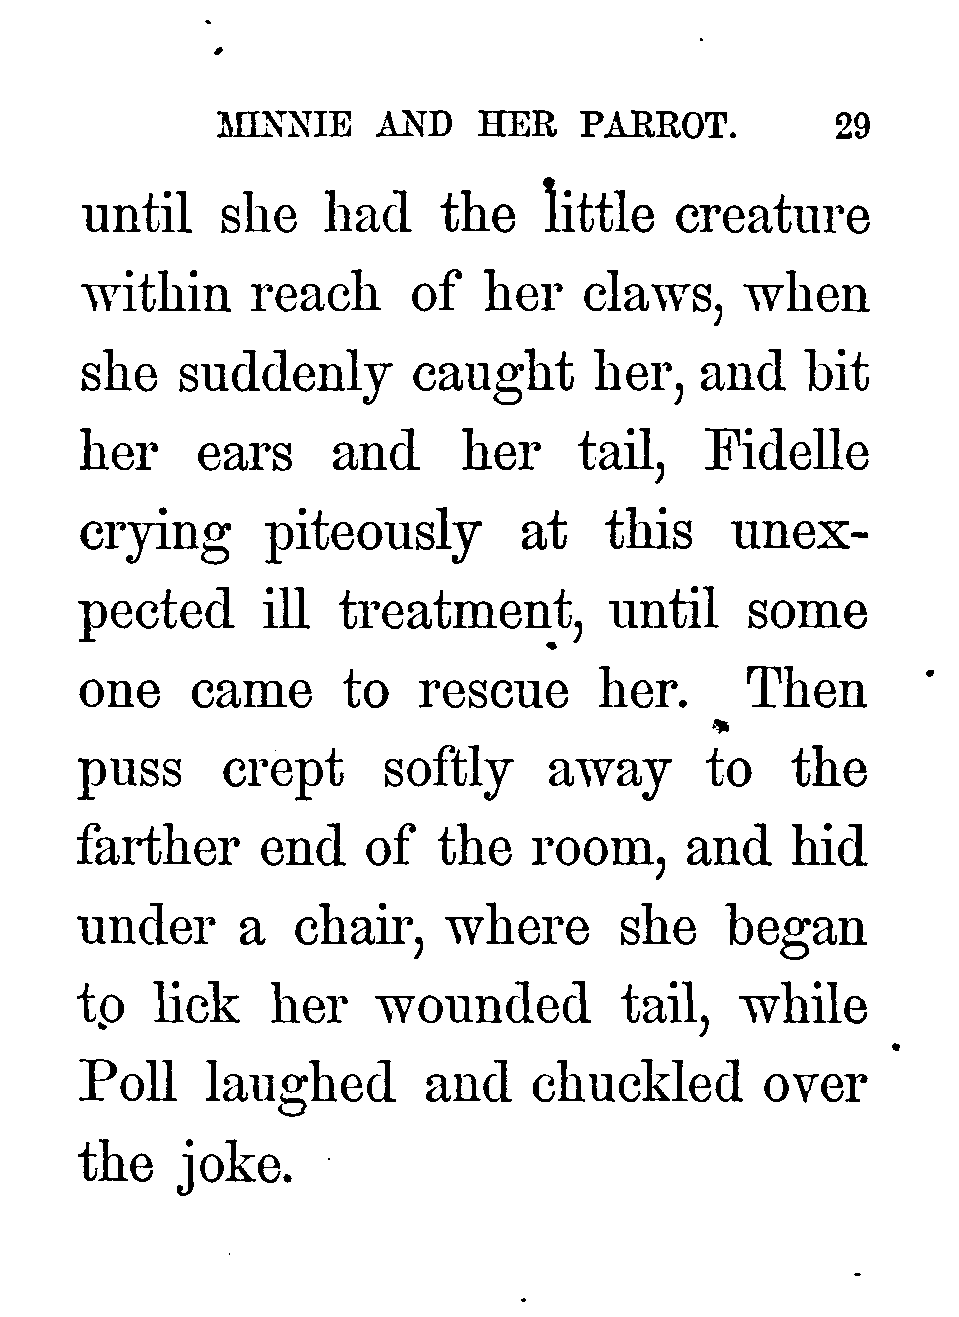 MINNIE AND HER PARROT. 29
until she had the little creature
within reach of her claws, when
she suddenly caught her, and bit
her ears and her tail, Fidelle
crying piteously at this unex-
pected ill treatment, until some
one came to rescue her. Then
puss crept softly away to the
farther end of the room, and hid
under a chair, where she began
to lick her wounded tail, while
Poll laughed and chuckled over
the joke.